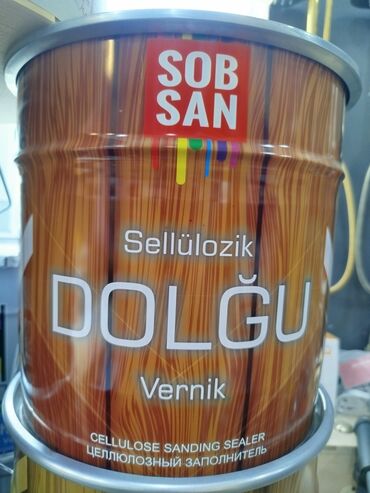 SOB
SAN
Sellülozik
DOLĞU
Vernik
CELLULOSE SANDING SEALER
ЦЕЛЛЮЛОЗНЫЙ ЗАПОЛНИТЕЛЬ